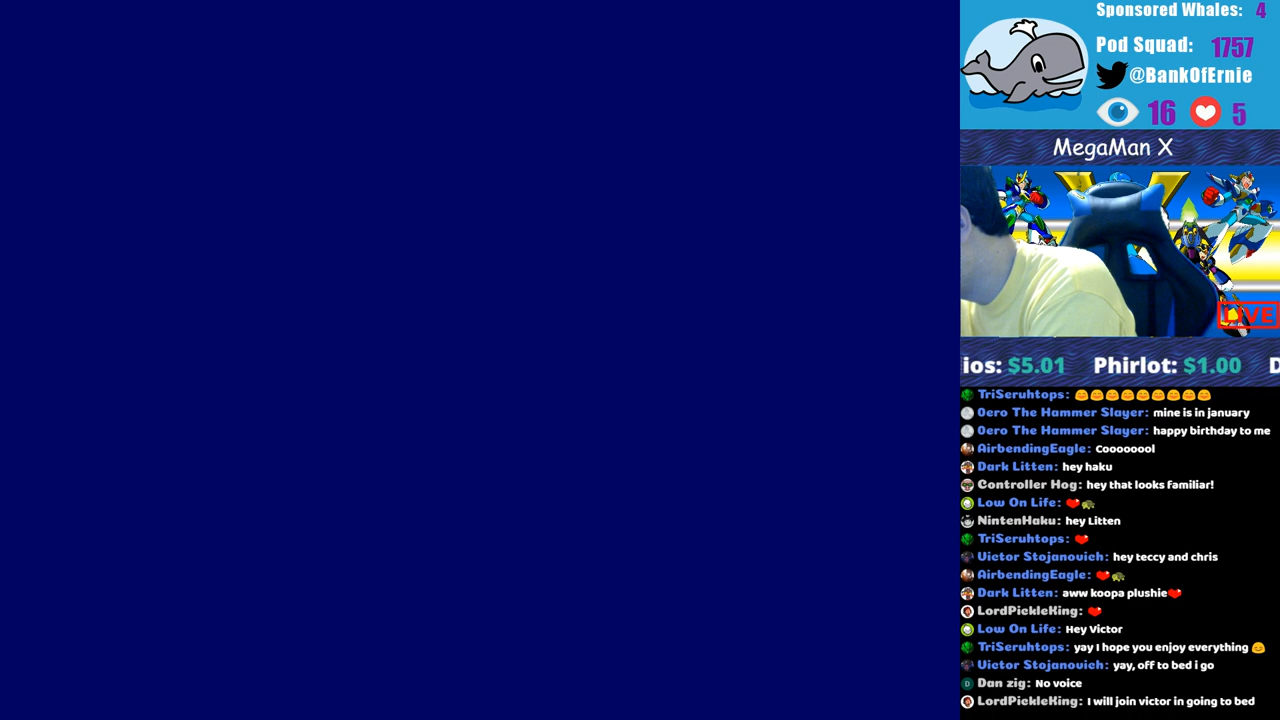 Sponsored Whales: 4
Pod Squad: 1757
@BankOfErnie
16 5
MegaMan X
LIVE
ios: $5.01 Phirlot: $1.00 D
TriSeruhtops:
0ero The Hammer Slayer: mine is in january
0ero The Hammer Slayer: happy birthday to me
AirbendingEagle: Coooooool
Dark Litten: hey haku
Controller Hog: hey that looks familiar!
Low On Life:
NintenHaku: hey Litten
TriSeruhtops:
Victor Stojanovich: hey teccy and chris
AirbendingEagle:
Dark Litten: aww koopa plushie
LordPickleKing:
Low On Life: Hey Victor
TriSeruhtops: yay I hope you enjoy everything
Victor Stojanovich: yay, off to bed i go
D Dan zig: No voice
LordPickleKing: I will join victor in going to bed